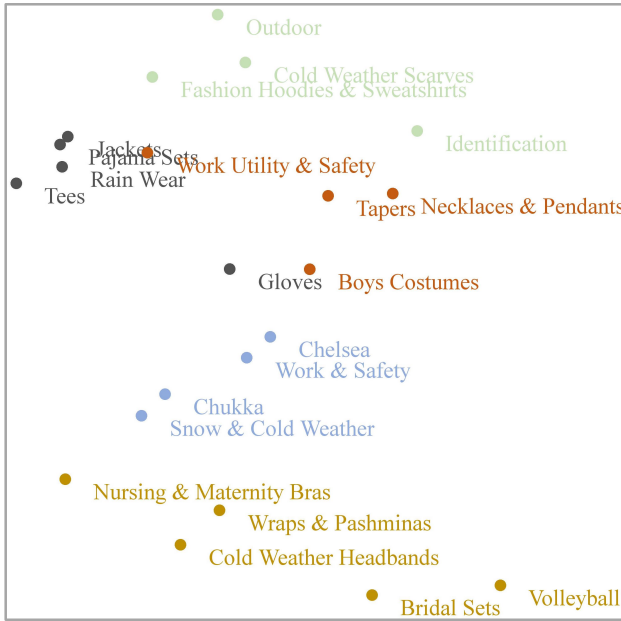 Outdoor
Cold Weather Scarves
Fashion Hoodies & Sweatshirts
Identification
Jackets
Pajama Sets
Work Utility & Safety
Rain Wear
Tees
Tapers
Necklaces & Pendants
Gloves
Boys Costumes
Chelsea
Work & Safety
Chukka
Snow & Cold Weather
Nursing & Maternity Bras
Wraps & Pashminas
Cold Weather Headbands
Bridal Sets
Volleyball